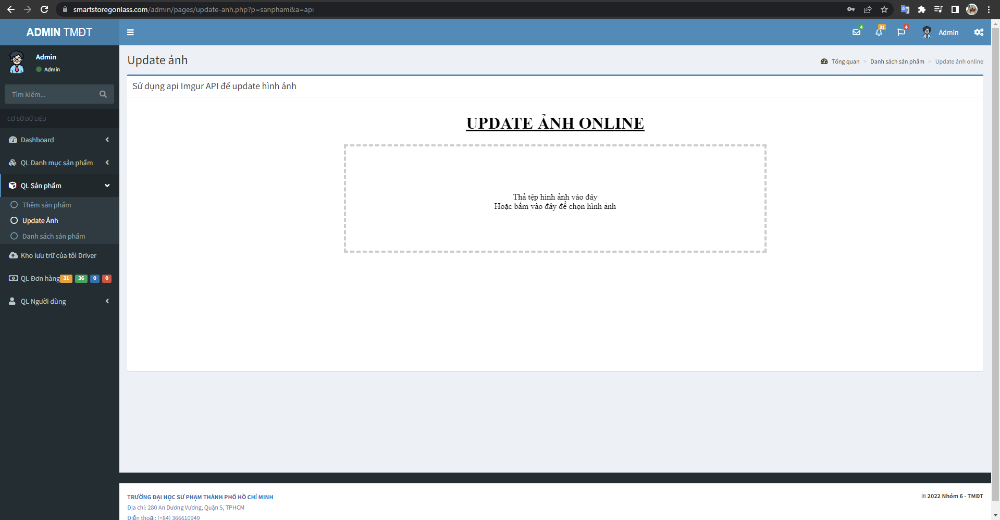 smartstoregorilass.com/admin/pages/update-anh.php?p=sanpham&a=api
ADMIN TMĐT
4
31
4
Admin
Admin
Admin
Tìm kiếm...
CƠ SỞ DỮ LIỆU
Dashboard
QL Danh mục sản phẩm
QL Sản phẩm
Thêm sản phẩm
Update Ảnh
Danh sách sản phẩm
Kho lưu trữ của tôi Driver
QL Đơn hàng 31 36 0 0
QL Người dùng
Update ảnh
Tổng quan > Danh sách sản phẩm > Update ảnh online
Sử dụng api Imgur API để update hình ảnh
UPDATE ẢNH ONLINE
Thả tệp hình ảnh vào đây
Hoặc bấm vào đây để chọn hình ảnh
TRƯỜNG ĐẠI HỌC SƯ PHẠM THÀNH PHỐ HỒ CHÍ MINH
Địa chỉ: 280 An Dương Vương, Quận 5, TPHCM
Điện thoại: (+84) 366610949
© 2022 Nhóm 6 - TMĐT